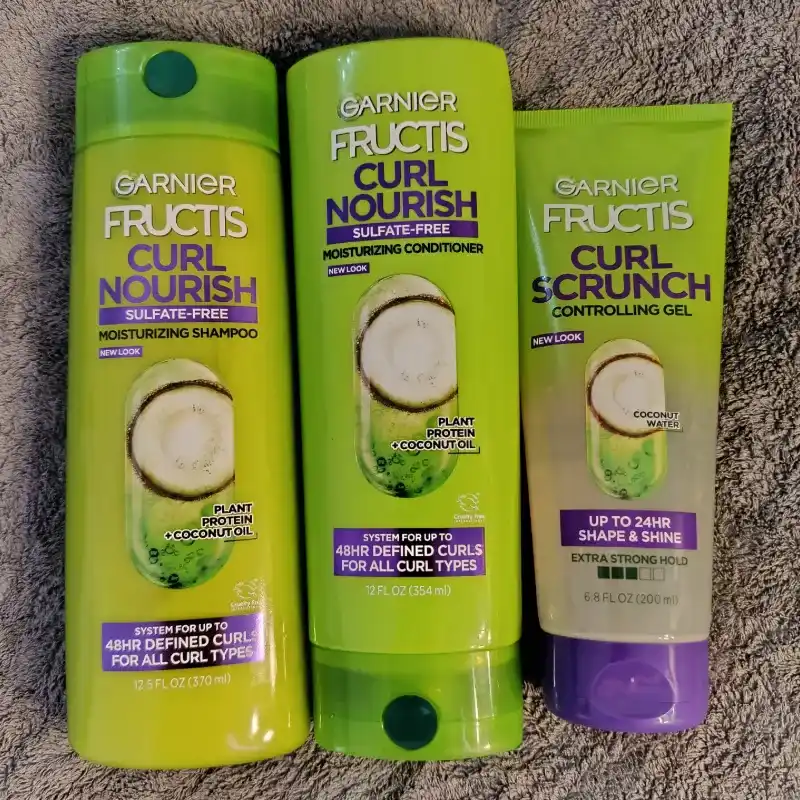 GARNIER
FRUCTIS
CURL
NOURISH
SULFATE-FREE
MOISTURIZING SHAMPOO
NEW LOOK
PLANT
PROTEIN
+COCONUT OIL
SYSTEM FOR UP TO
48HR DEFINED CURLS
FOR ALL CURL TYPES
12.5 FL OZ (370 ml)
GARNIER
FRUCTIS
CURL
NOURISH
SULFATE-FREE
MOISTURIZING CONDITIONER
NEW LOOK
PLANT
PROTEIN
+COCONUT OIL
Cruelty Free
SYSTEM FOR UP TO
48HR DEFINED CURLS
FOR ALL CURL TYPES
12 FL OZ (354 ml)
GARNIER
FRUCTIS
CURL
SCRUNCH
CONTROLLING GEL
NEW LOOK
COCONUT
WATER
UP TO 24HR
SHAPE & SHINE
EXTRA STRONG HOLD
6.8 FL OZ (200 ml)